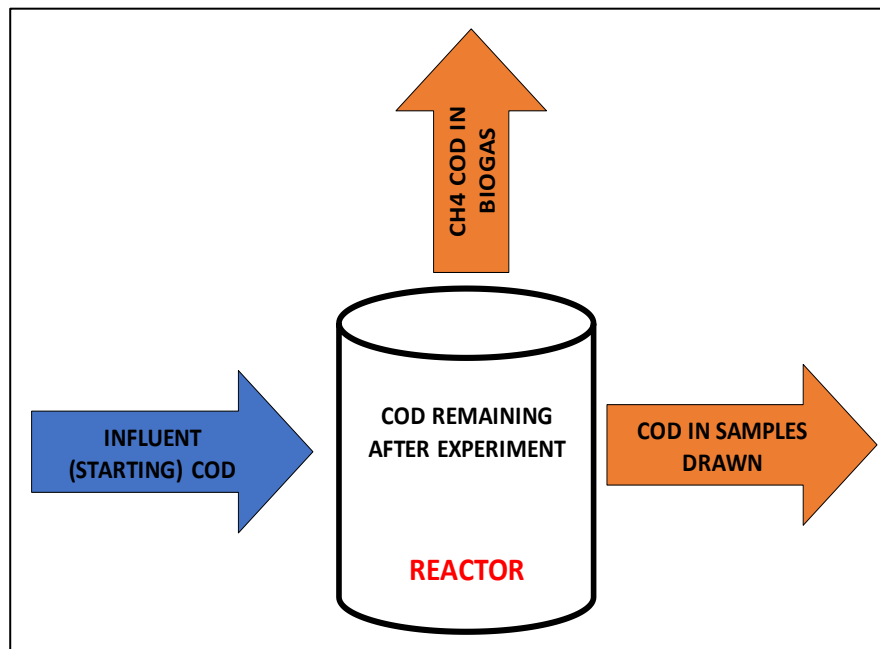 CH4 COD IN
BIOGAS
INFLUENT
(STARTING) COD
COD REMAINING
AFTER EXPERIMENT
COD IN SAMPLES
DRAWN
REACTOR